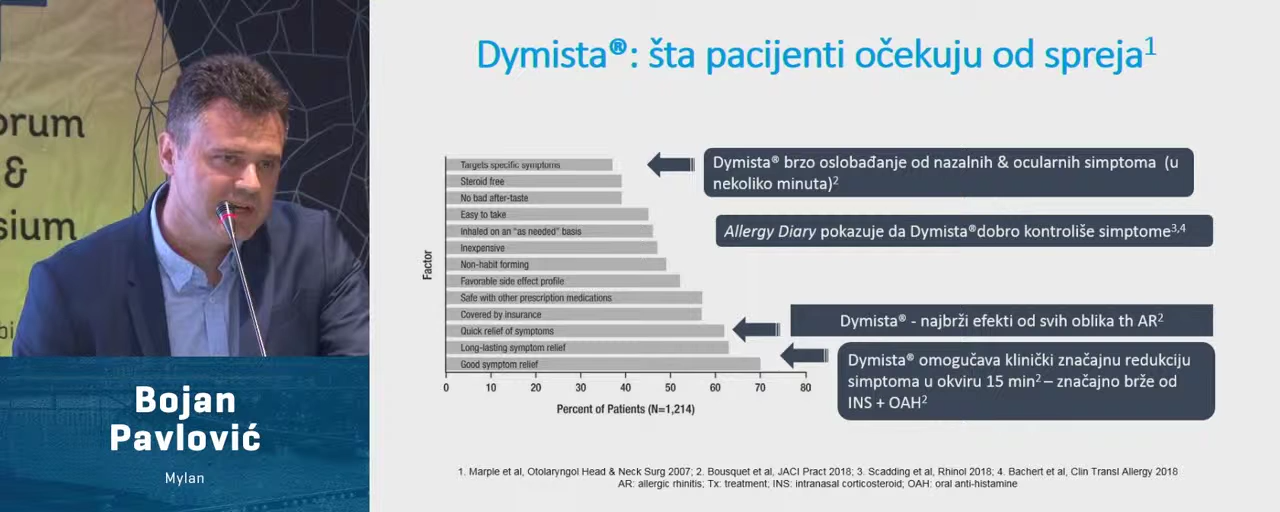 orum
&
sium
bi
Bojan
Pavlović
Mylan
Dymista®: šta pacijenti očekuju od spreja1
Factor
Targets specific symptoms
Steroid free
No bad after-taste
Easy to take
Inhaled on an "as needed" basis
Inexpensive
Non-habit forming
Favorable side effect profile
Safe with other prescription medications
Covered by insurance
Quick relief of symptoms
Long-lasting symptom relief
Good symptom relief
0 10 20 30 40 50 60 70 80
Percent of Patients (N=1,214)
Dymista® brzo oslobađanje od nazalnih & ocularnih simptoma (u
nekoliko minuta)2
Allergy Diary pokazuje da Dymista®dobro kontroliše simptome3,4
Dymista® - najbrži efekti od svih oblika th AR2
Dymista® omogučava klinički značajnu redukciju
simptoma u okviru 15 min2 – značajno brže od
INS + OAH2
1. Marple et al, Otolaryngol Head & Neck Surg 2007; 2. Bousquet et al, JACI Pract 2018; 3. Scadding et al, Rhinol 2018; 4. Bachert et al, Clin Transl Allergy 2018
AR: allergic rhinitis; Tx: treatment; INS: intranasal corticosteroid; OAH: oral anti-histamine